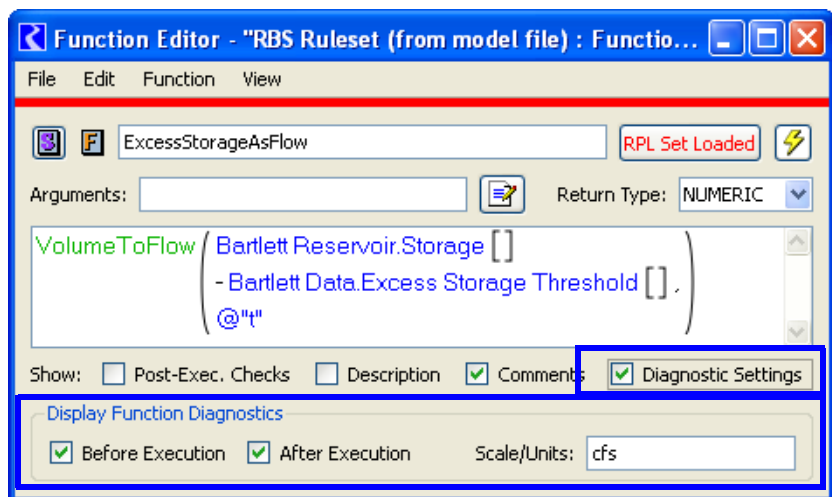 Function Editor - "RBS Ruleset (from model file) : Functio...
File Edit Function View
S F ExcessStorageAsFlow RPL Set Loaded
Arguments: Return Type: NUMERIC
VolumeToFlow ( Bartlett Reservoir.Storage []
- Bartlett Data.Excess Storage Threshold [] ,
@"t" )
Show: Post-Exec. Checks Description Comments Diagnostic Settings
Display Function Diagnostics
Before Execution After Execution Scale/Units: cfs